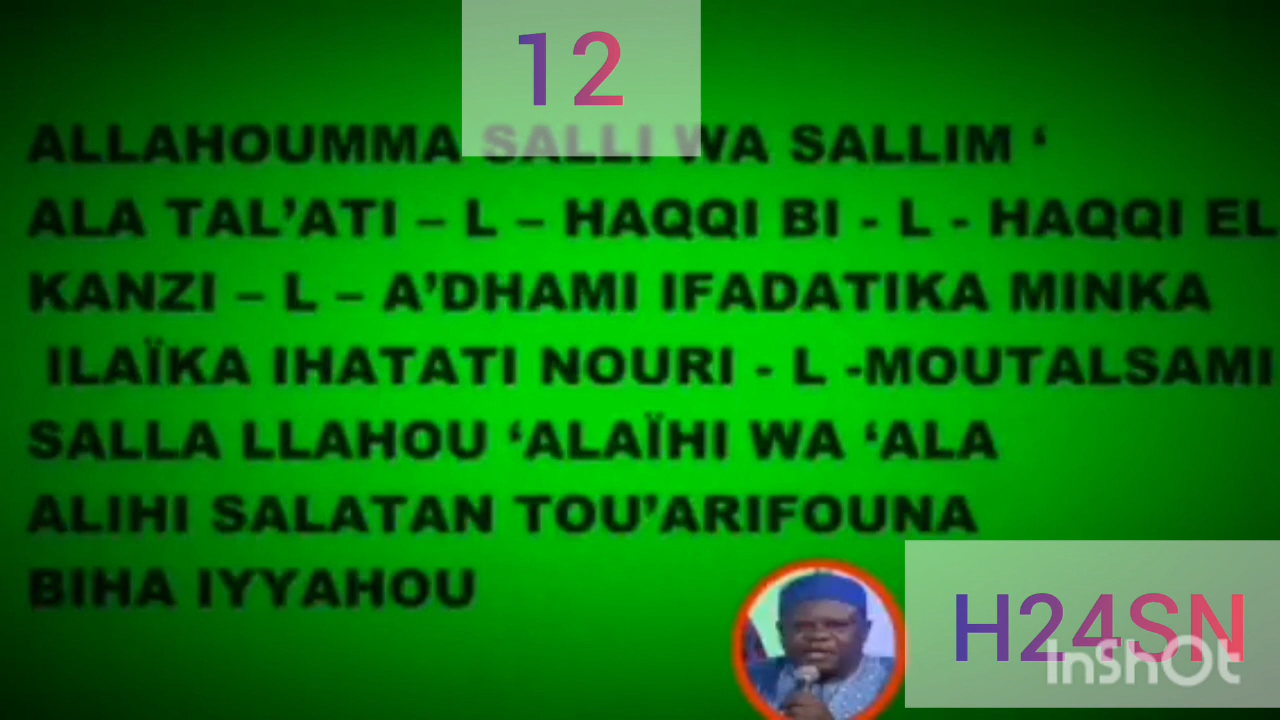 12
ALLAHOUMMA SALLI WA SALLIM ‘
ALA TAL’ATI – L – HAQQI BI - L - HAQQI EL
KANZI – L – A’DHAMI IFADATIKA MINKA
ILAÏKA IHATATI NOURI - L -MOUTALSAMI
SALLA LLAHOU ‘ALAÏHI WA ‘ALA
ALIHI SALATAN TOU’ARIFOUNA
BIHA IYYAHOU
H24SN
InShOt